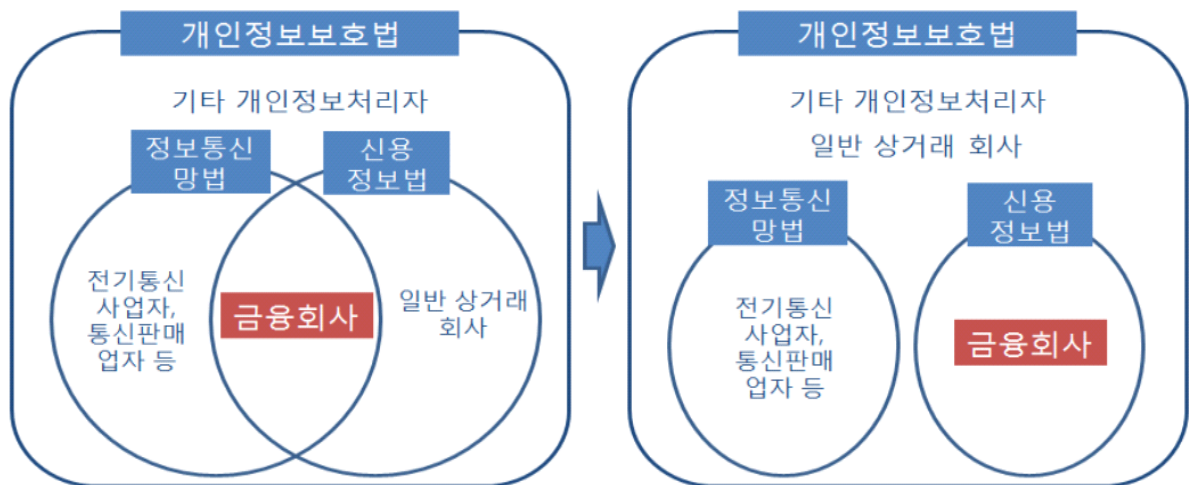 개인정보보호법
기타 개인정보처리자
정보통신
망법
신용
정보법
전기통신
사업자,
통신판매
업자 등
금융회사
일반 상거래
회사
개인정보보호법
기타 개인정보처리자
일반 상거래 회사
정보통신
망법
신용
정보법
전기통신
사업자,
통신판매
업자 등
금융회사